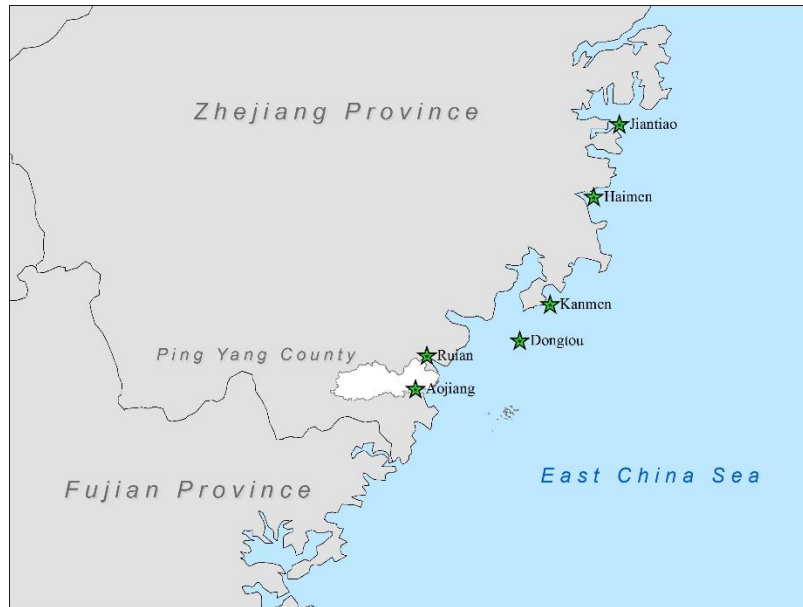 Zhejiang Province
Jiantiao
Haimen
Kanmen
Dongtou
Ping Yang County
Ruian
Aojiang
East China Sea
Fujian Province